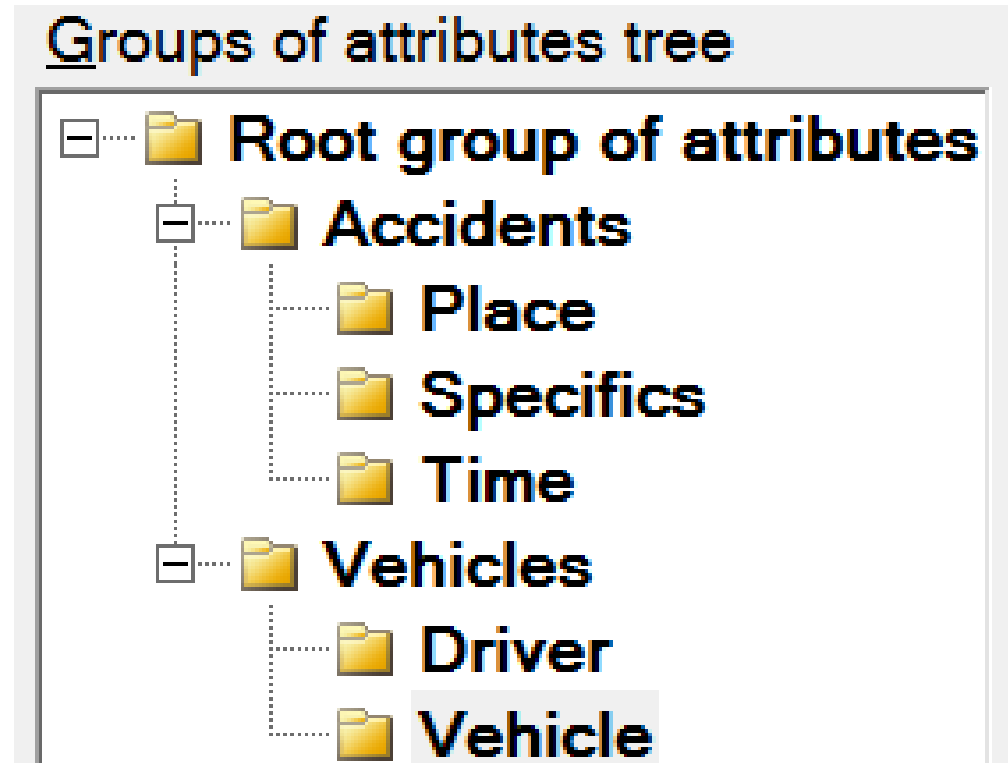 Groups of attributes tree
Root group of attributes
Accidents
Place
Specifics
Time
Vehicles
Driver
Vehicle